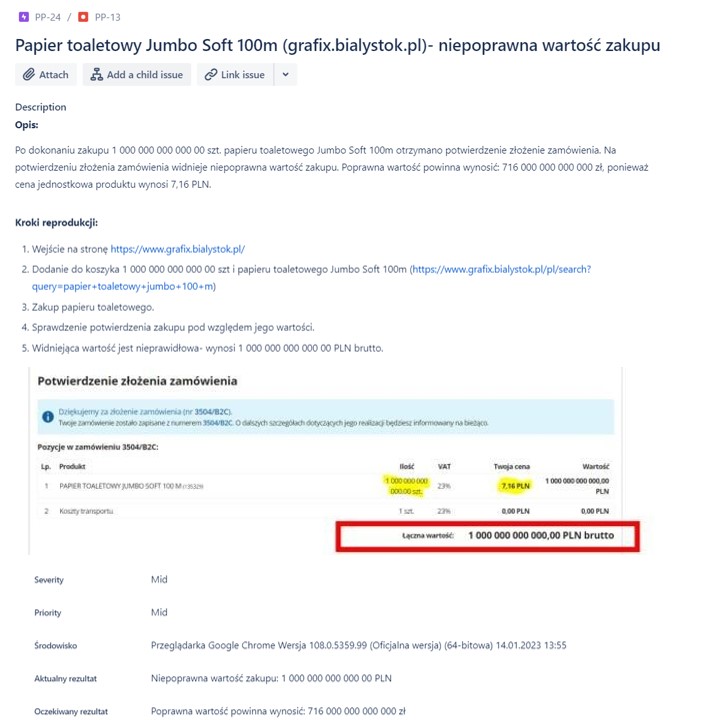 PP-24 / PP-13
Papier toaletowy Jumbo Soft 100m (grafix.bialystok.pl)- niepoprawna wartość zakupu
Attach Add a child issue Link issue
Description
Opis:
Po dokonaniu zakupu 1 000 000 000 000 00 szt. papieru toaletowego Jumbo Soft 100m otrzymano potwierdzenie złożenie zamówienia. Na
potwierdzeniu złożenia zamówienia widnieje niepoprawna wartość zakupu. Poprawna wartość powinna wynosić: 716 000 000 000 000 zł, ponieważ
cena jednostkowa produktu wynosi 7,16 PLN.
Kroki reprodukcji:
1. Wejście na stronę https://www.grafix.bialystok.pl/
2. Dodanie do koszyka 1 000 000 000 000 00 szt i papieru toaletowego Jumbo Soft 100m (https://www.grafix.bialystok.pl/pl/search?
query=papier+toaletowy+jumbo+100+m)
3. Zakup papieru toaletowego.
4. Sprawdzenie potwierdzenia zakupu pod względem jego wartości.
5. Widniejąca wartość jest nieprawidłowa- wynosi 1 000 000 000 000 00 PLN brutto.
Potwierdzenie złożenia zamówienia
Dziękujemy za złożenie zamówienia (nr 3504/B2C).
Twoje zamówienie zostało zapisane z numerem 3504/B2C. O dalszych szczegółach dotyczących jego realizacji będziesz informowany na bieżąco.
Pozycje w zamówieniu 3504/B2C:
Lp. Produkt Ilość VAT Twoja cena Wartość
1 PAPIER TOALETOWY JUMBO SOFT 100 M (135329) 1 000 000 000 000,00 szt. 23% 7,16 PLN 1 000 000 000 000,00 PLN
2 Koszty transportu 1 szt. 23% 0,00 PLN 0,00 PLN
Łączna wartość: 1 000 000 000 000,00 PLN brutto
Severity Mid
Priority Mid
Środowisko Przeglądarka Google Chrome Wersja 108.0.5359.99 (Oficjalna wersja) (64-bitowa) 14.01.2023 13:55
Aktualny rezultat Niepoprawna wartość zakupu: 1 000 000 000 000 00 PLN
Oczekiwany rezultat Poprawna wartość powinna wynosić: 716 000 000 000 000 zł